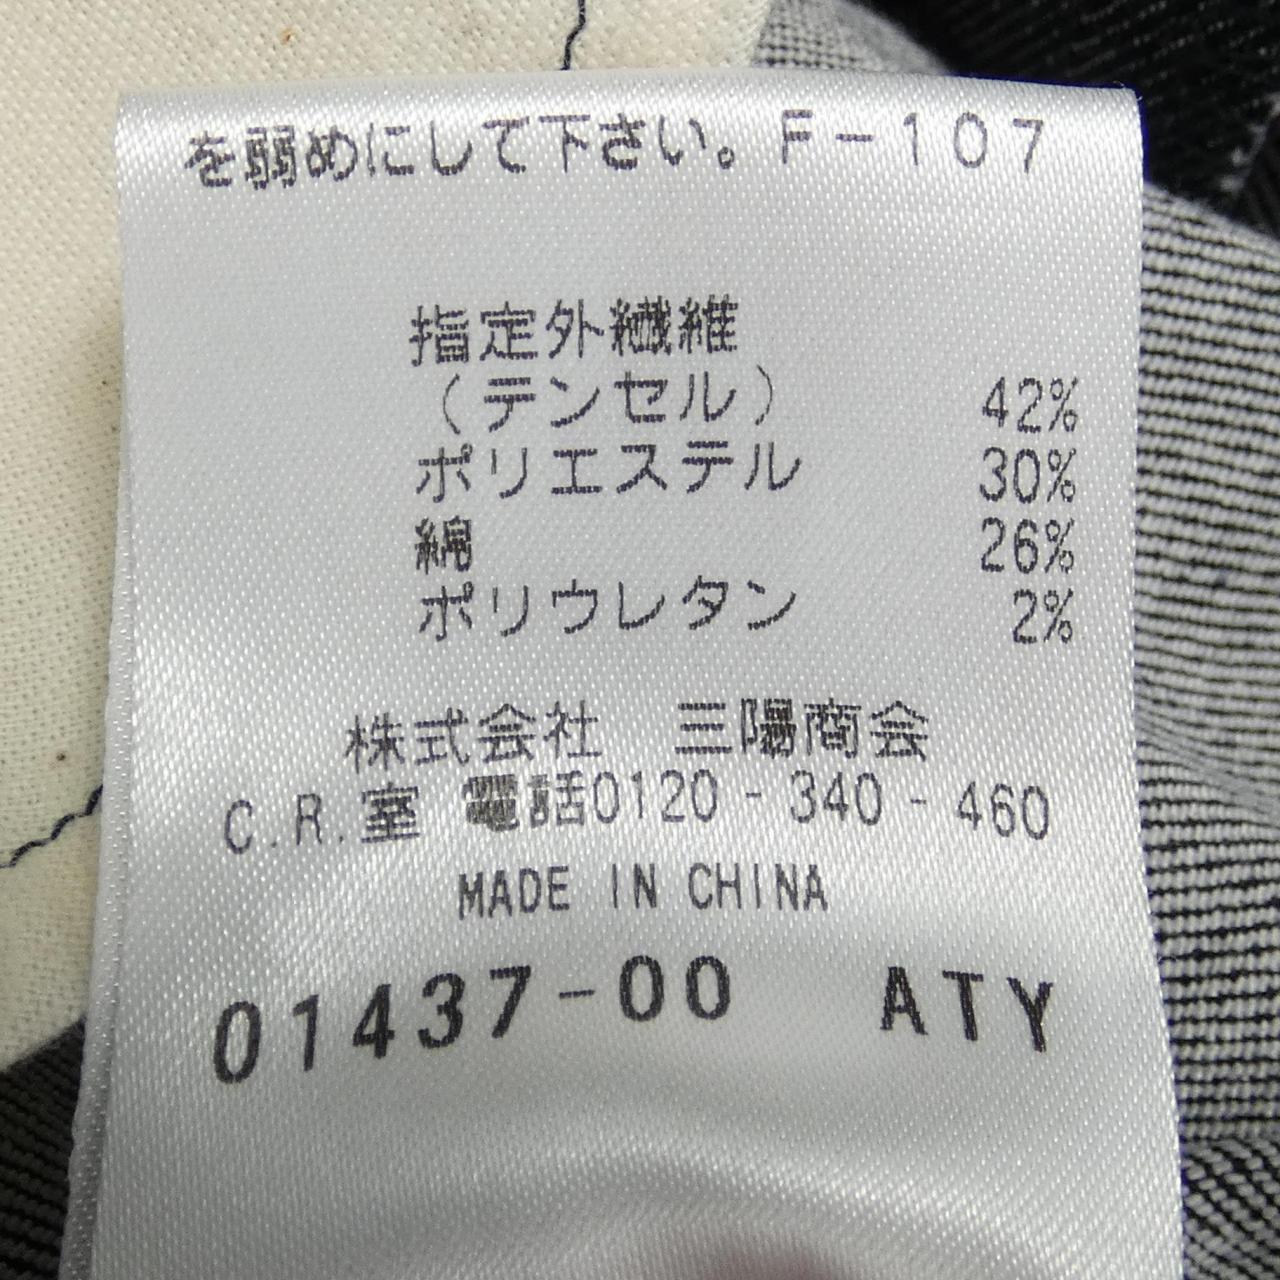 を弱めにして下さい。F-107
指定外繊維
(テンセル) 42%
ポリエステル 30%
綿 26%
ポリウレタン 2%
株式会社 三陽商会
C.R.室 電話0120-340-460
MADE IN CHINA
01437-00 ATY